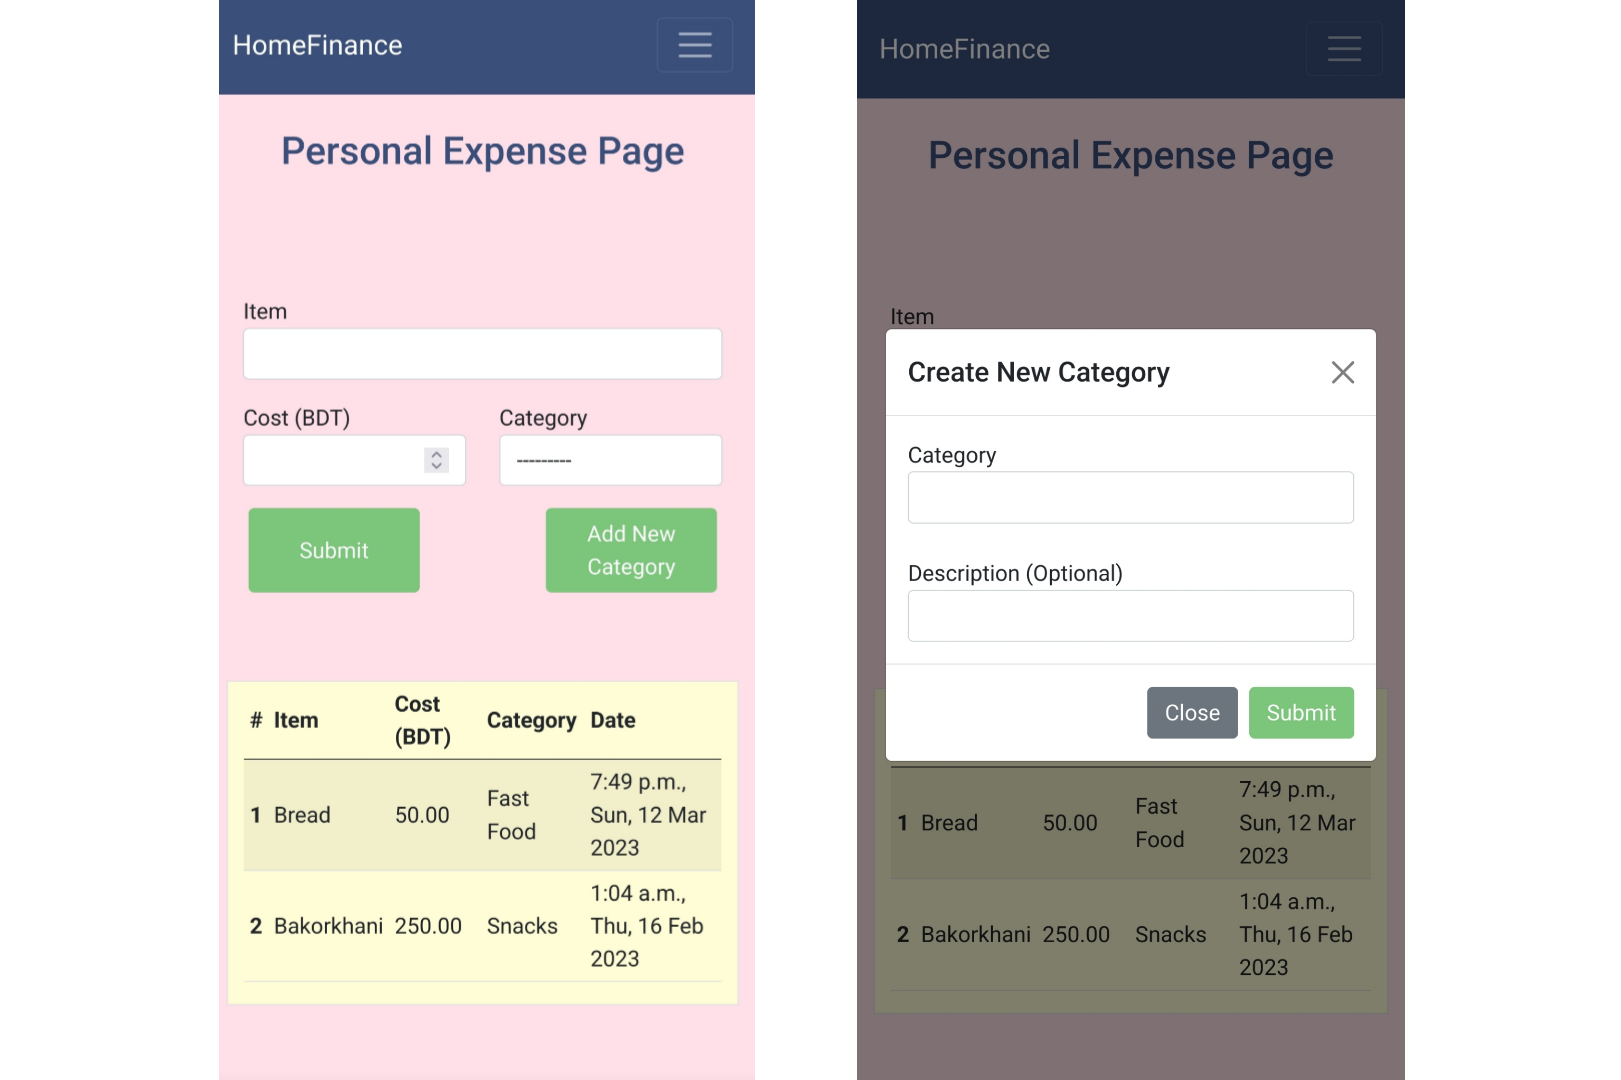 HomeFinance
Personal Expense Page
Item
Cost (BDT) Category
---------
Submit Add New
Category
# Item Cost
(BDT) Category Date
1 Bread 50.00 Fast
Food 7:49 p.m.,
Sun, 12 Mar
2023
2 Bakorkhani 250.00 Snacks 1:04 a.m.,
Thu, 16 Feb
2023
HomeFinance
Personal Expense Page
Item
Create New Category
Category
Description (Optional)
Close Submit
1 Bread 50.00 Fast
Food 7:49 p.m.,
Sun, 12 Mar
2023
2 Bakorkhani 250.00 Snacks 1:04 a.m.,
Thu, 16 Feb
2023